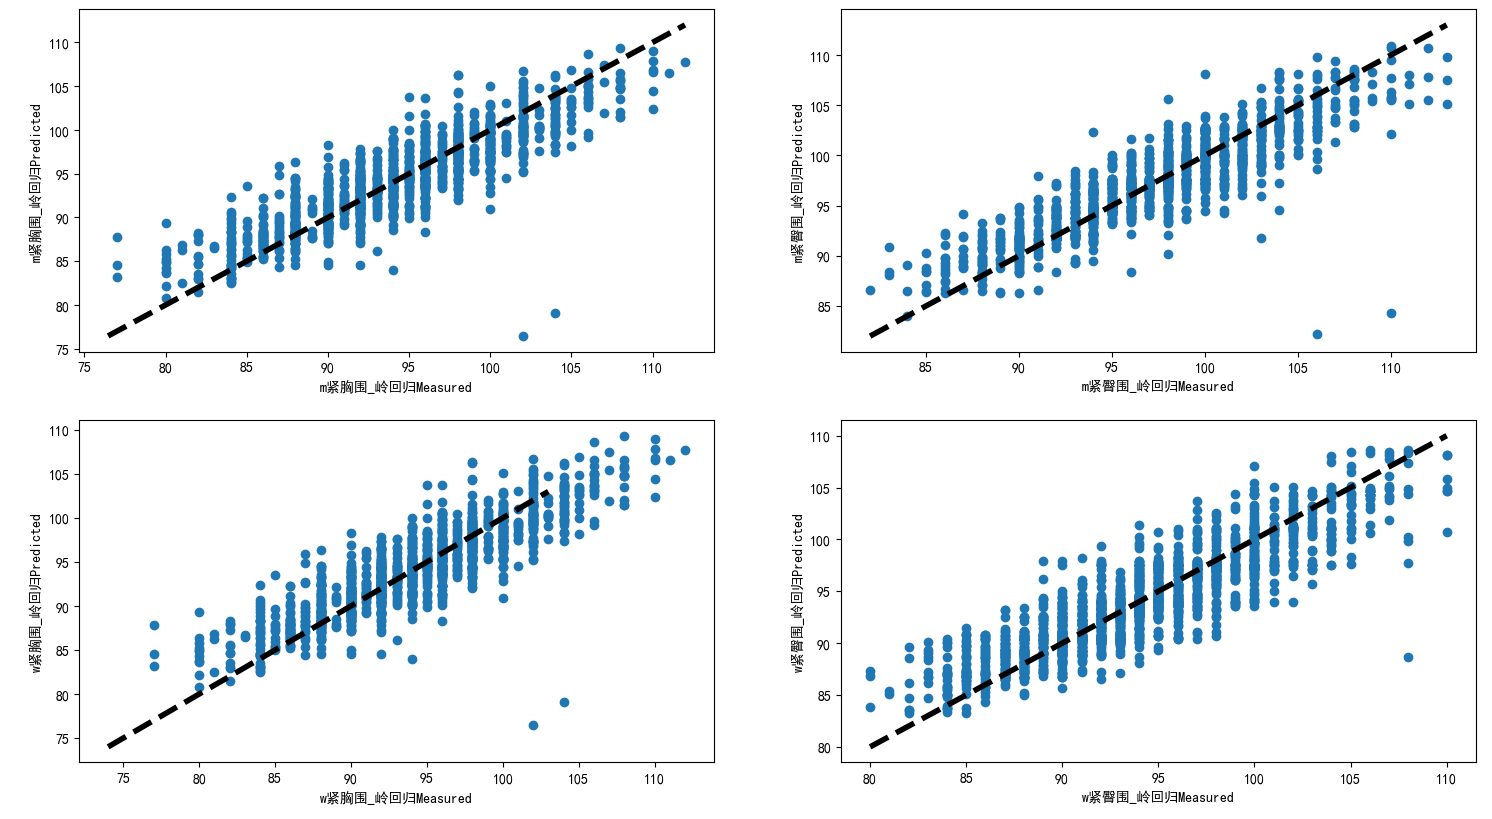 110
105
100
95
90
85
80
75
m紧胸围_岭回归Predicted
75 80 85 90 95 100 105 110
m紧胸围_岭回归Measured
110
105
100
95
90
85
m紧臀围_岭回归Predicted
85 90 95 100 105 110
m紧臀围_岭回归Measured
110
105
100
95
90
85
80
75
w紧胸围_岭回归Predicted
75 80 85 90 95 100 105 110
w紧胸围_岭回归Measured
110
105
100
95
90
85
80
w紧臀围_岭回归Predicted
80 85 90 95 100 105 110
w紧臀围_岭回归Measured